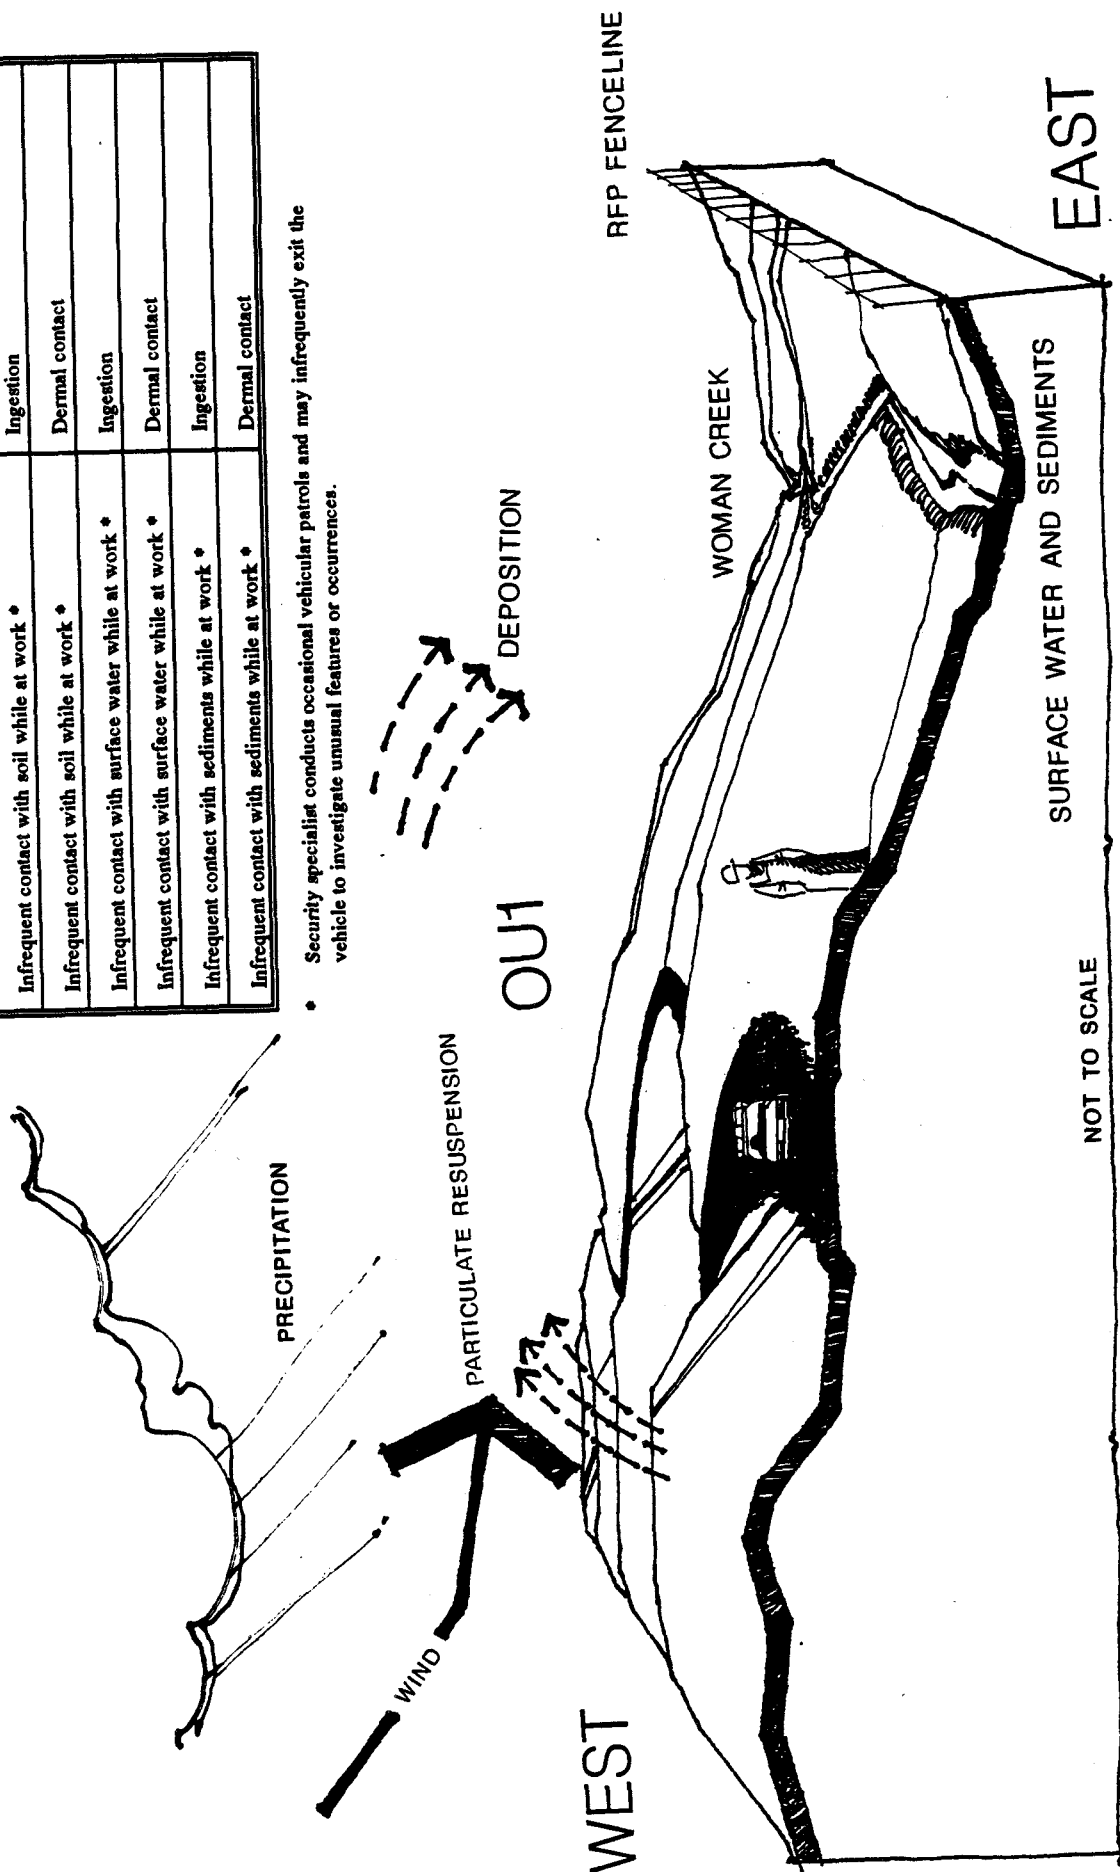 Infrequent contact with soil while at work * Ingestion
Infrequent contact with soil while at work * Dermal contact
Infrequent contact with surface water while at work * Ingestion
Infrequent contact with surface water while at work * Dermal contact
Infrequent contact with sediments while at work * Ingestion
Infrequent contact with sediments while at work * Dermal contact
* Security specialist conducts occasional vehicular patrols and may infrequently exit the
vehicle to investigate unusual features or occurrences.
PRECIPITATION
WIND
PARTICULATE RESUSPENSION
DEPOSITION
WEST
OU1
RFP FENCELINE
WOMAN CREEK
SURFACE WATER AND SEDIMENTS
EAST
NOT TO SCALE